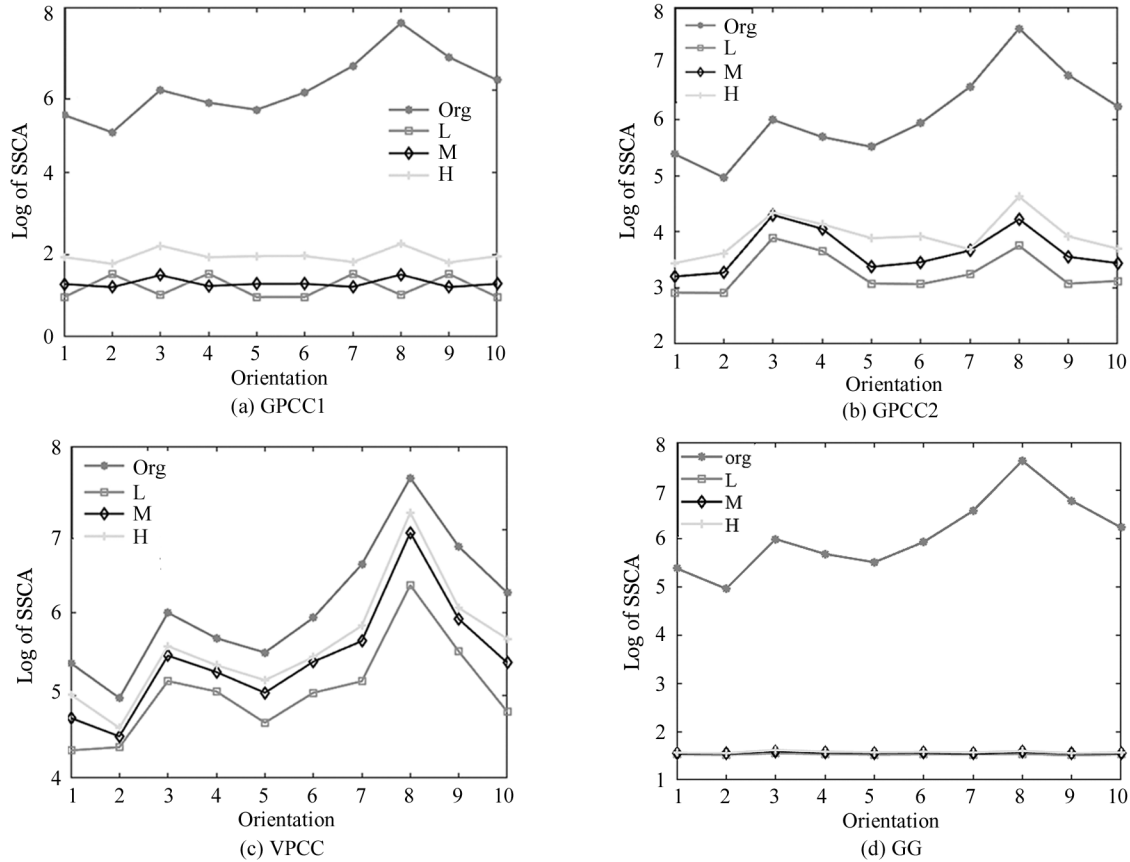 8
6
4
2
0
Log of SSCA
Org
L
M
H
1 2 3 4 5 6 7 8 9 10
Orientation
(a) GPCC1
8
7
6
5
4
3
2
Log of SSCA
Org
L
M
H
1 2 3 4 5 6 7 8 9 10
Orientation
(b) GPCC2
8
7
6
5
4
Log of SSCA
Org
L
M
H
1 2 3 4 5 6 7 8 9 10
Orientation
(c) VPCC
8
7
6
5
4
3
2
1
Log of SSCA
org
L
M
H
1 2 3 4 5 6 7 8 9 10
Orientation
(d) GG